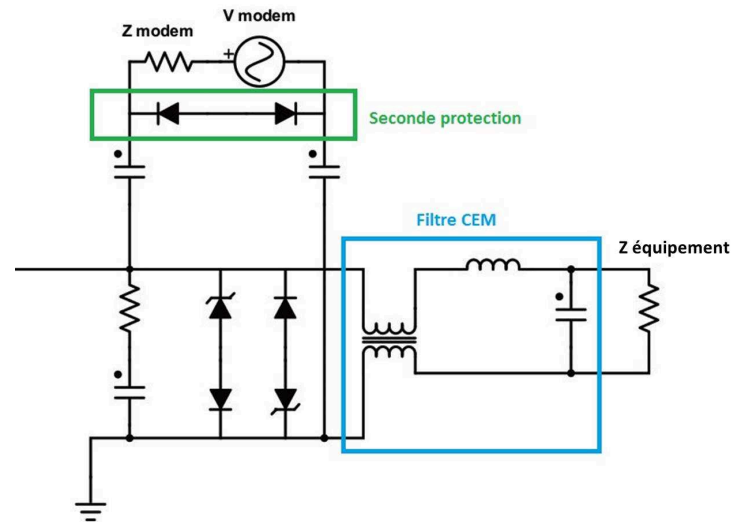 V modem
Z modem
+
Seconde protection
Filtre CEM
Z équipement